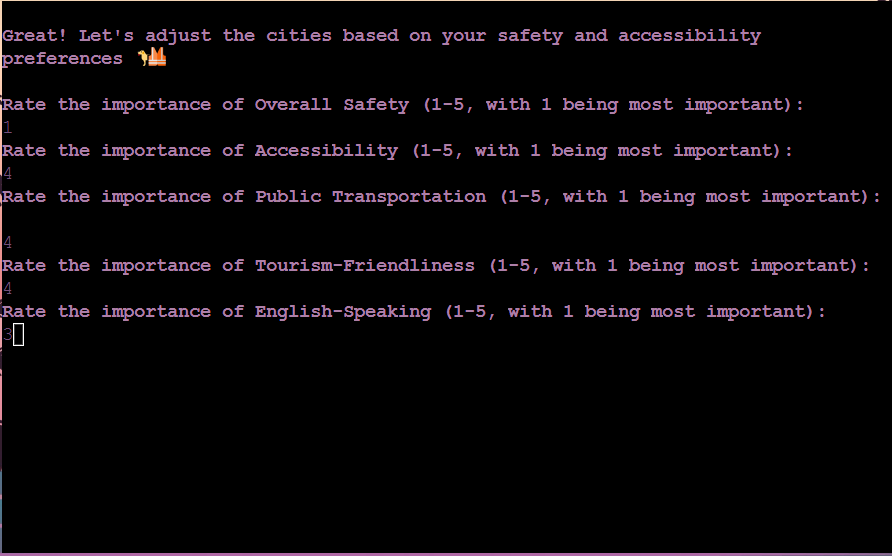 Great! Let's adjust the cities based on your safety and accessibility
preferences
Rate the importance of Overall Safety (1-5, with 1 being most important):
1
Rate the importance of Accessibility (1-5, with 1 being most important):
4
Rate the importance of Public Transportation (1-5, with 1 being most important):
4
Rate the importance of Tourism-Friendliness (1-5, with 1 being most important):
4
Rate the importance of English-Speaking (1-5, with 1 being most important):
3